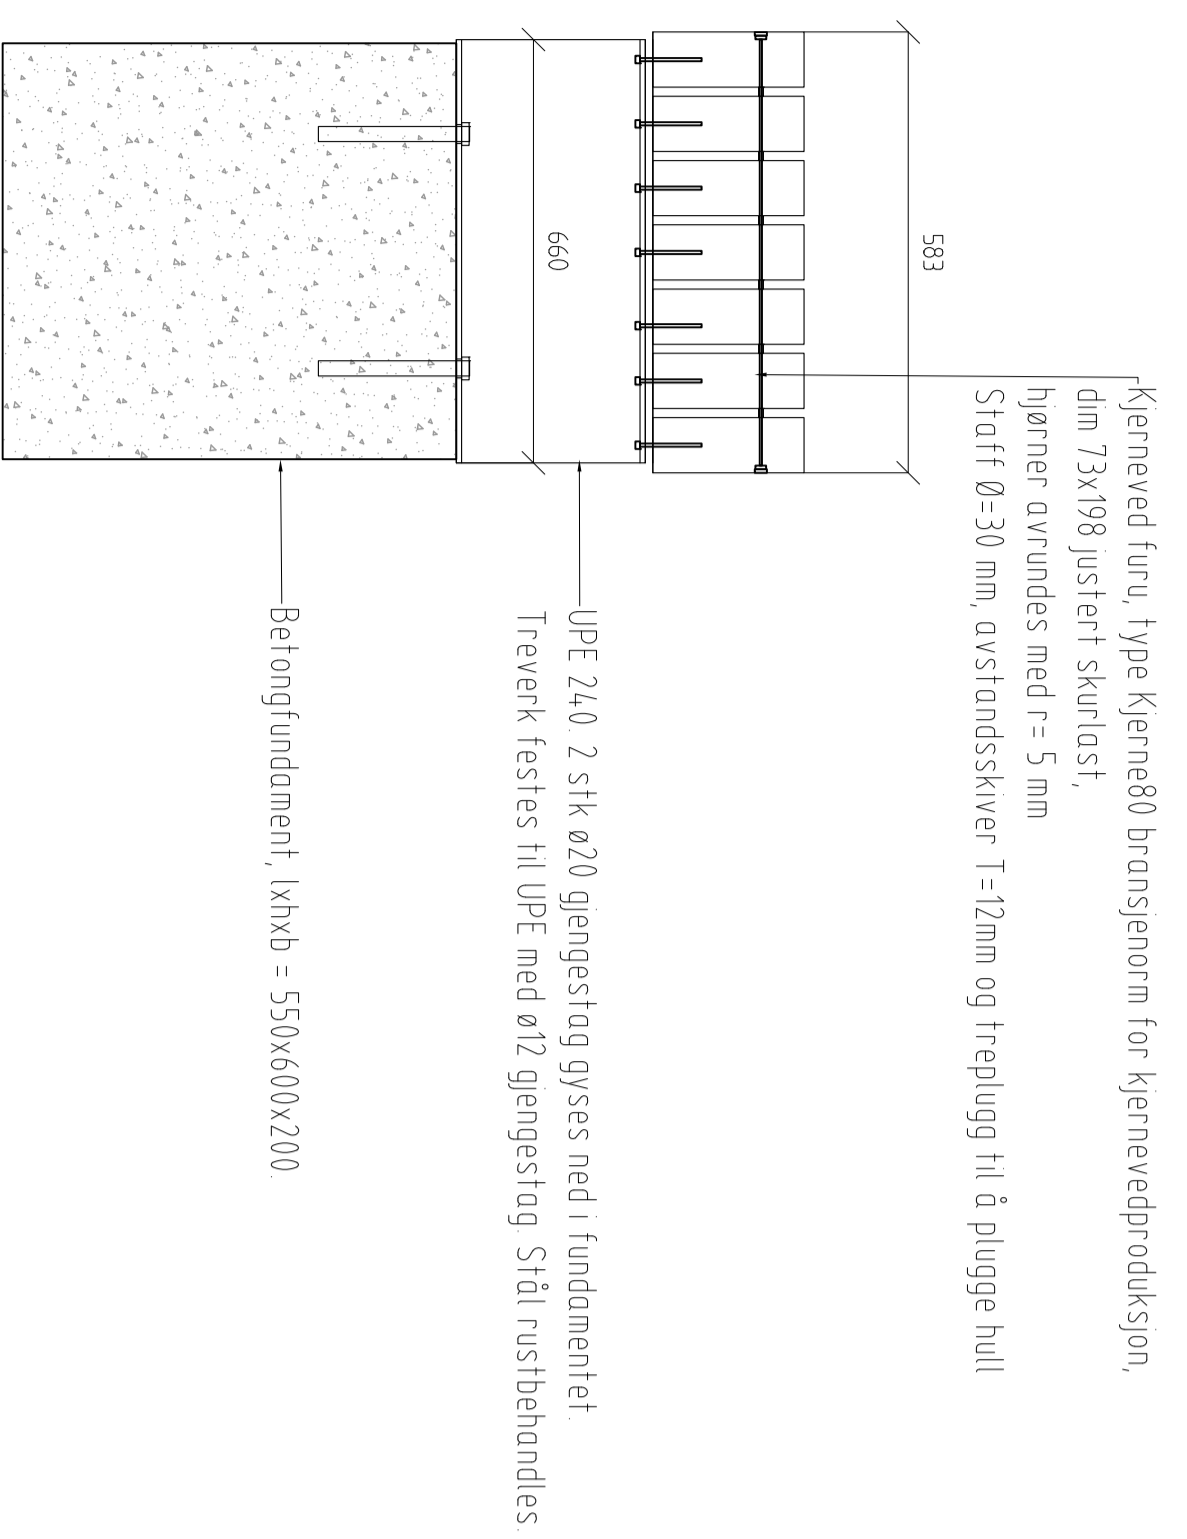 583
Kjerneved furu, type Kjerne80 bransjenorm for kjernevedproduksjon,
dim 73x198 justert skurlast,
hjørner avrundes med r= 5 mm
Staff Ø=30 mm, avstandsskiver T=12mm og treplugg til å plugge hull
660
UPE 240. 2 stk ø20 gjengestag gyses ned i fundamentet.
Treverk festes til UPE med ø12 gjengestag. Stål rustbehandles.
Betongfundament, lxhxb = 550x600x200.